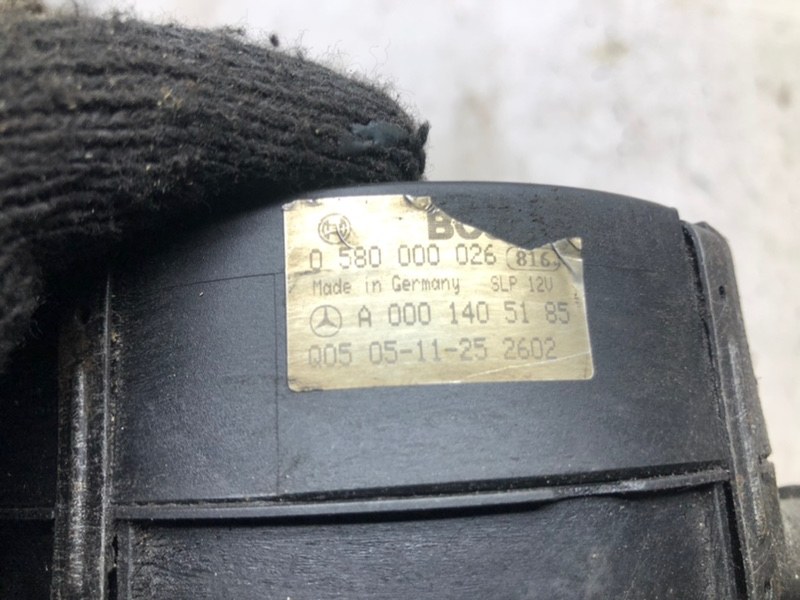 0 580 000 026 816
Made in Germany SLP 12V
A 000 140 51 85
Q05 05-11-25 2602